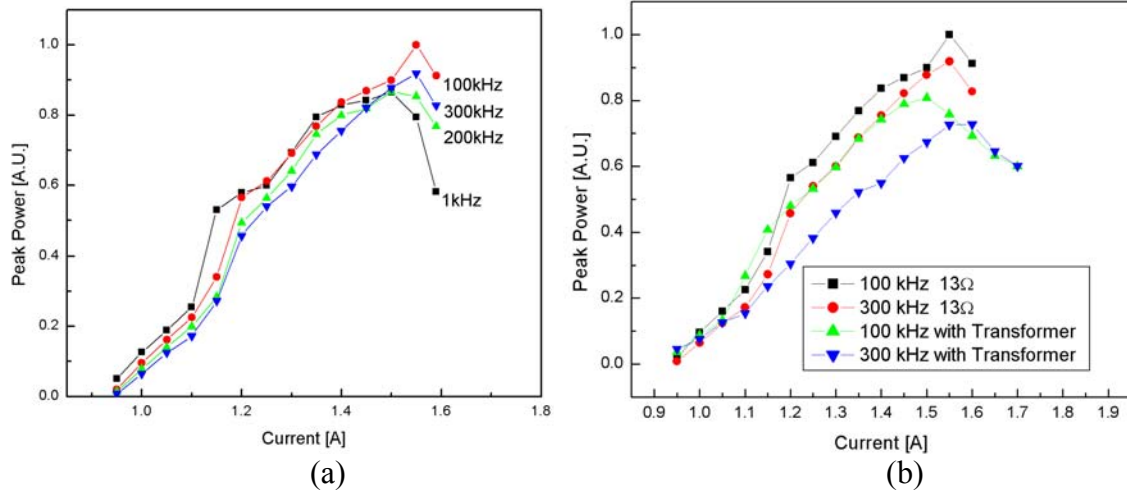 1.0
0.8
0.6
0.4
0.2
0.0
Peak Power [A.U.]
100kHz
300kHz
200kHz
1kHz
1.0 1.2 1.4 1.6 1.8
Current [A]
(a)
1.0
0.8
0.6
0.4
0.2
0.0
Peak Power [A.U.]
100 kHz 13Ω
300 kHz 13Ω
100 kHz with Transformer
300 kHz with Transformer
0.9 1.0 1.1 1.2 1.3 1.4 1.5 1.6 1.7 1.8 1.9
Current [A]
(b)